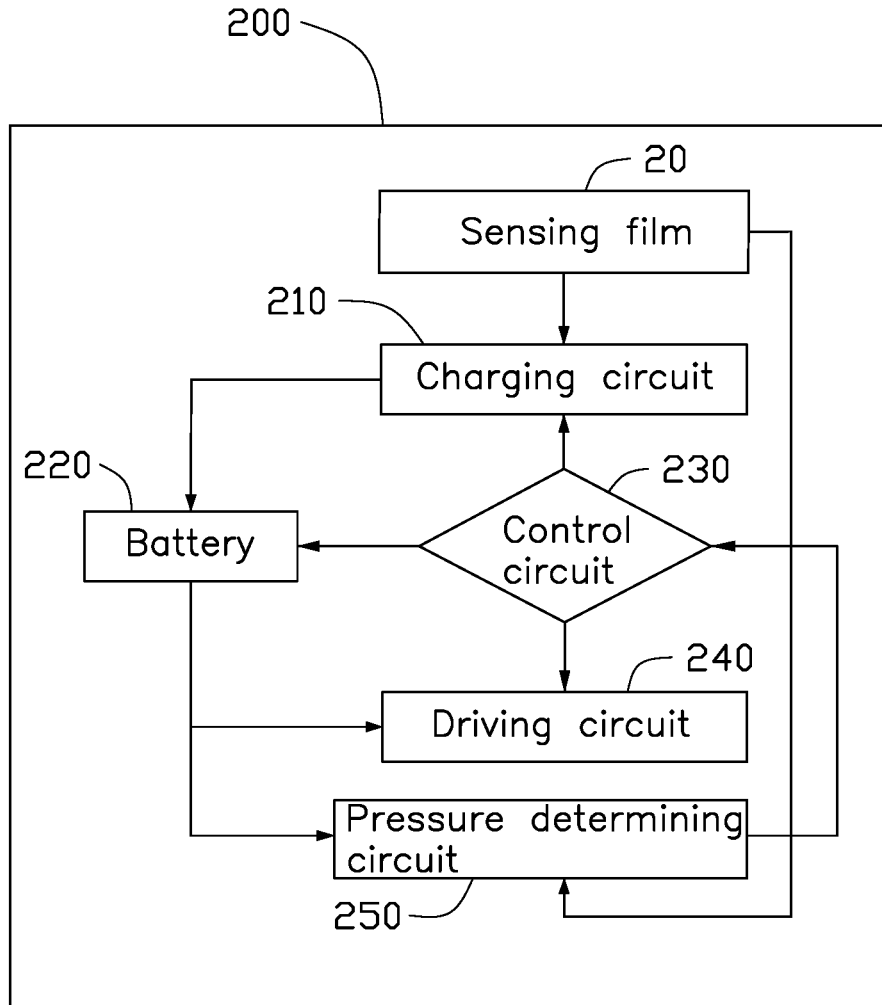 200
20
Sensing film
210
Charging circuit
220
230
Battery
Control
circuit
240
Driving circuit
Pressure determining
circuit
250